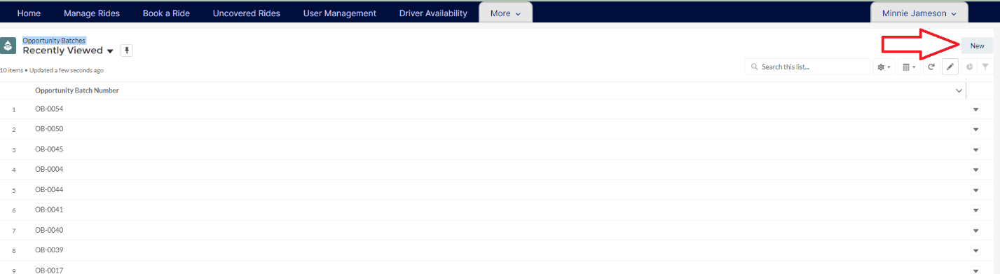 Home Manage Rides Book a Ride Uncovered Rides User Management Driver Availability More Minnie Jameson
Opportunity Batches
Recently Viewed
New
10 items • Updated a few seconds ago
Search this list...
Opportunity Batch Number
1 OB-0054
2 OB-0050
3 OB-0045
4 OB-0004
5 OB-0044
6 OB-0041
7 OB-0040
8 OB-0039
9 OB-0017